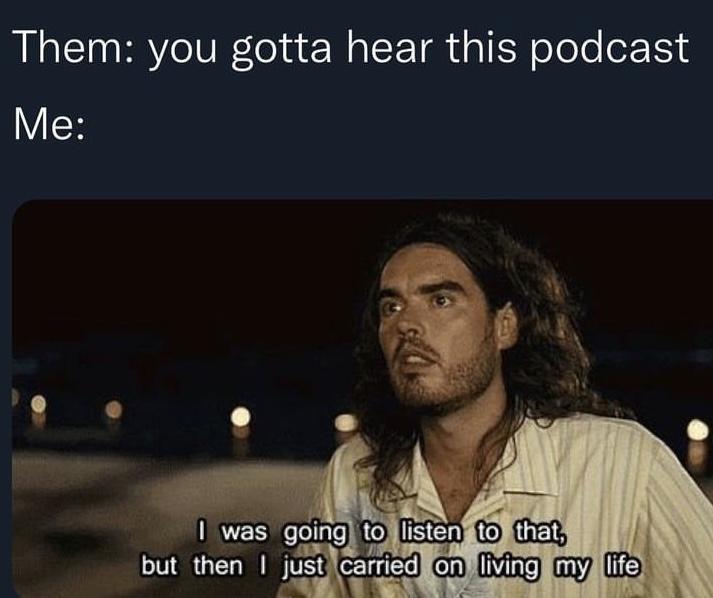 Them: you gotta hear this podcast
Me:
I was going to listen to that,
but then I just carried on living my life